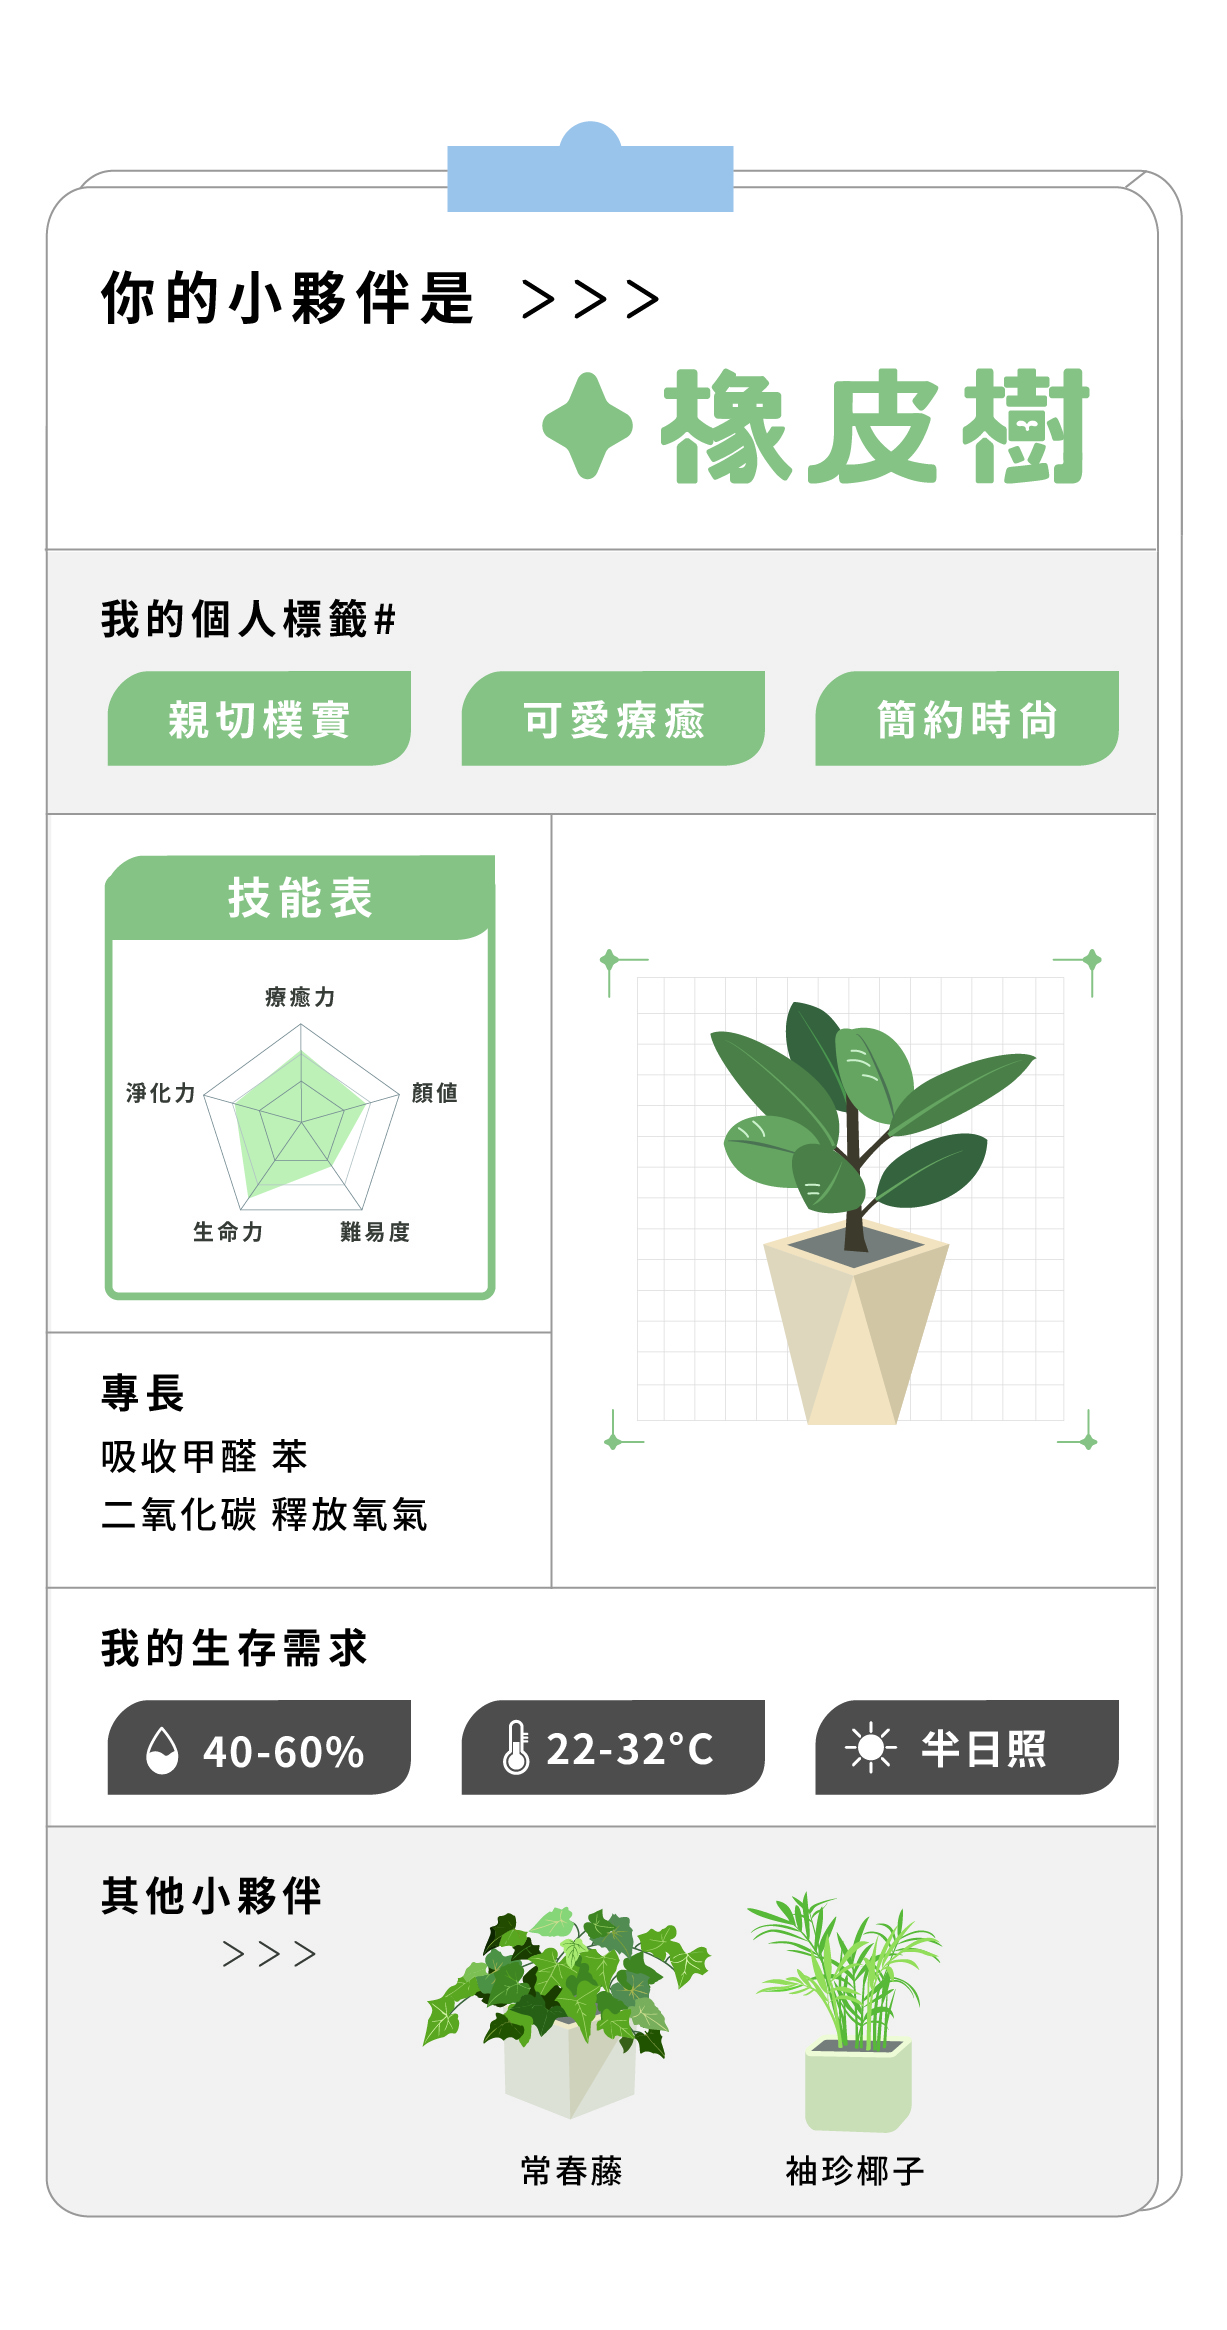 你的小夥伴是 >>>
橡皮樹
我的個人標籤#
親切樸實 可愛療癒 簡約時尚
技能表
療癒力
淨化力 顏值
生命力 難易度
專長
吸收甲醛 苯
二氧化碳 釋放氧氣
我的生存需求
40-60% 22-32°C 半日照
其他小夥伴
>>>
常春藤 袖珍椰子